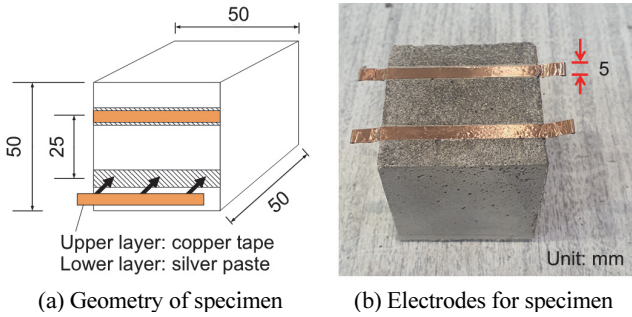 50
50
25
50
Upper layer: copper tape
Lower layer: silver paste
(a) Geometry of specimen
5
Unit: mm
(b) Electrodes for specimen